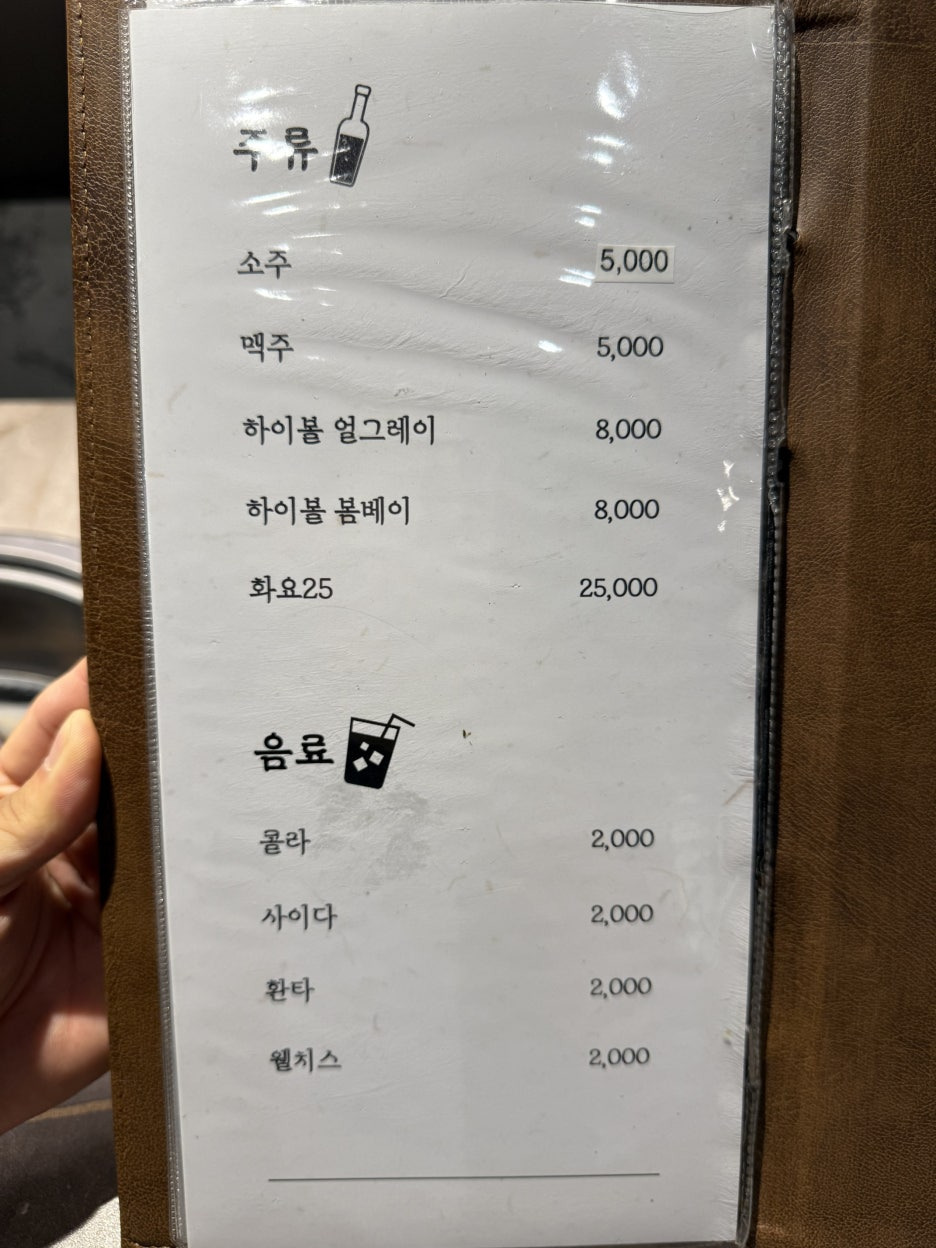 주류
소주 5,000
맥주 5,000
하이볼 얼그레이 8,000
하이볼 봄베이 8,000
화요25 25,000
음료
콜라 2,000
사이다 2,000
환타 2,000
웰치스 2,000